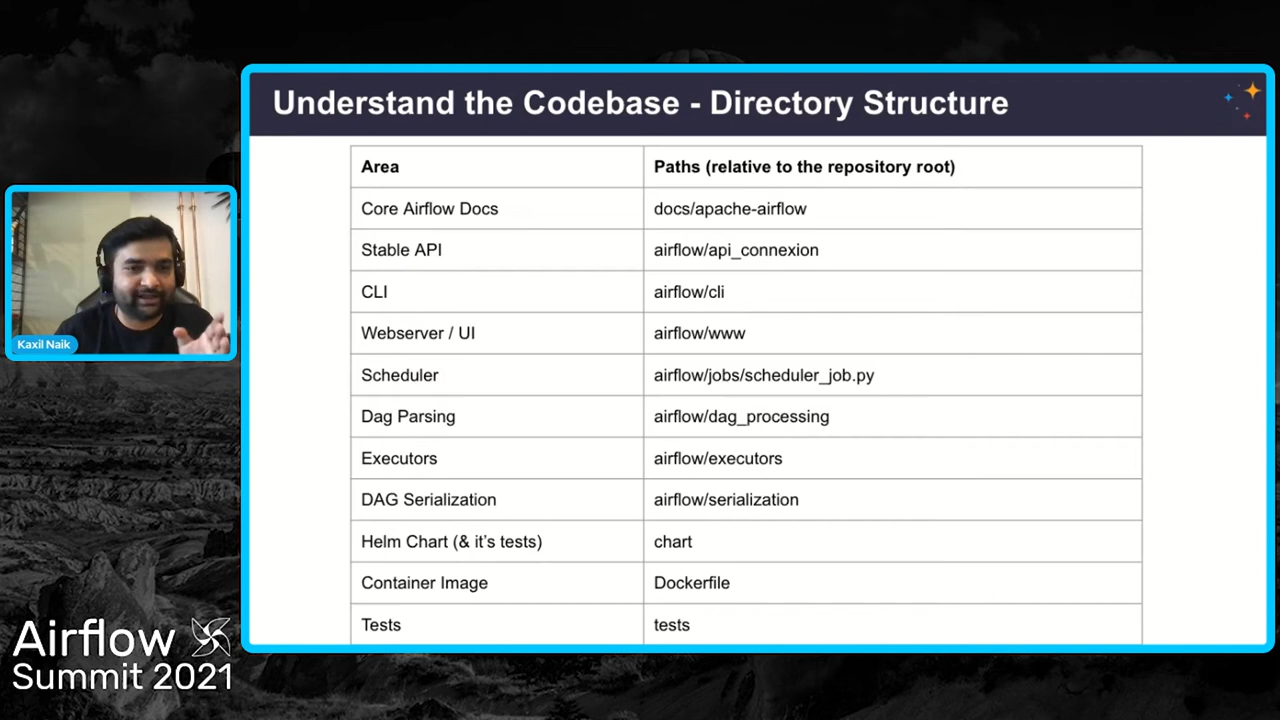 Understand the Codebase - Directory Structure
Area Paths (relative to the repository root)
Core Airflow Docs docs/apache-airflow
Stable API airflow/api_connexion
CLI airflow/cli
Webserver / UI airflow/www
Scheduler airflow/jobs/scheduler_job.py
Dag Parsing airflow/dag_processing
Executors airflow/executors
DAG Serialization airflow/serialization
Helm Chart (& it's tests) chart
Container Image Dockerfile
Tests tests
Kaxil Naik
Airflow
Summit 2021